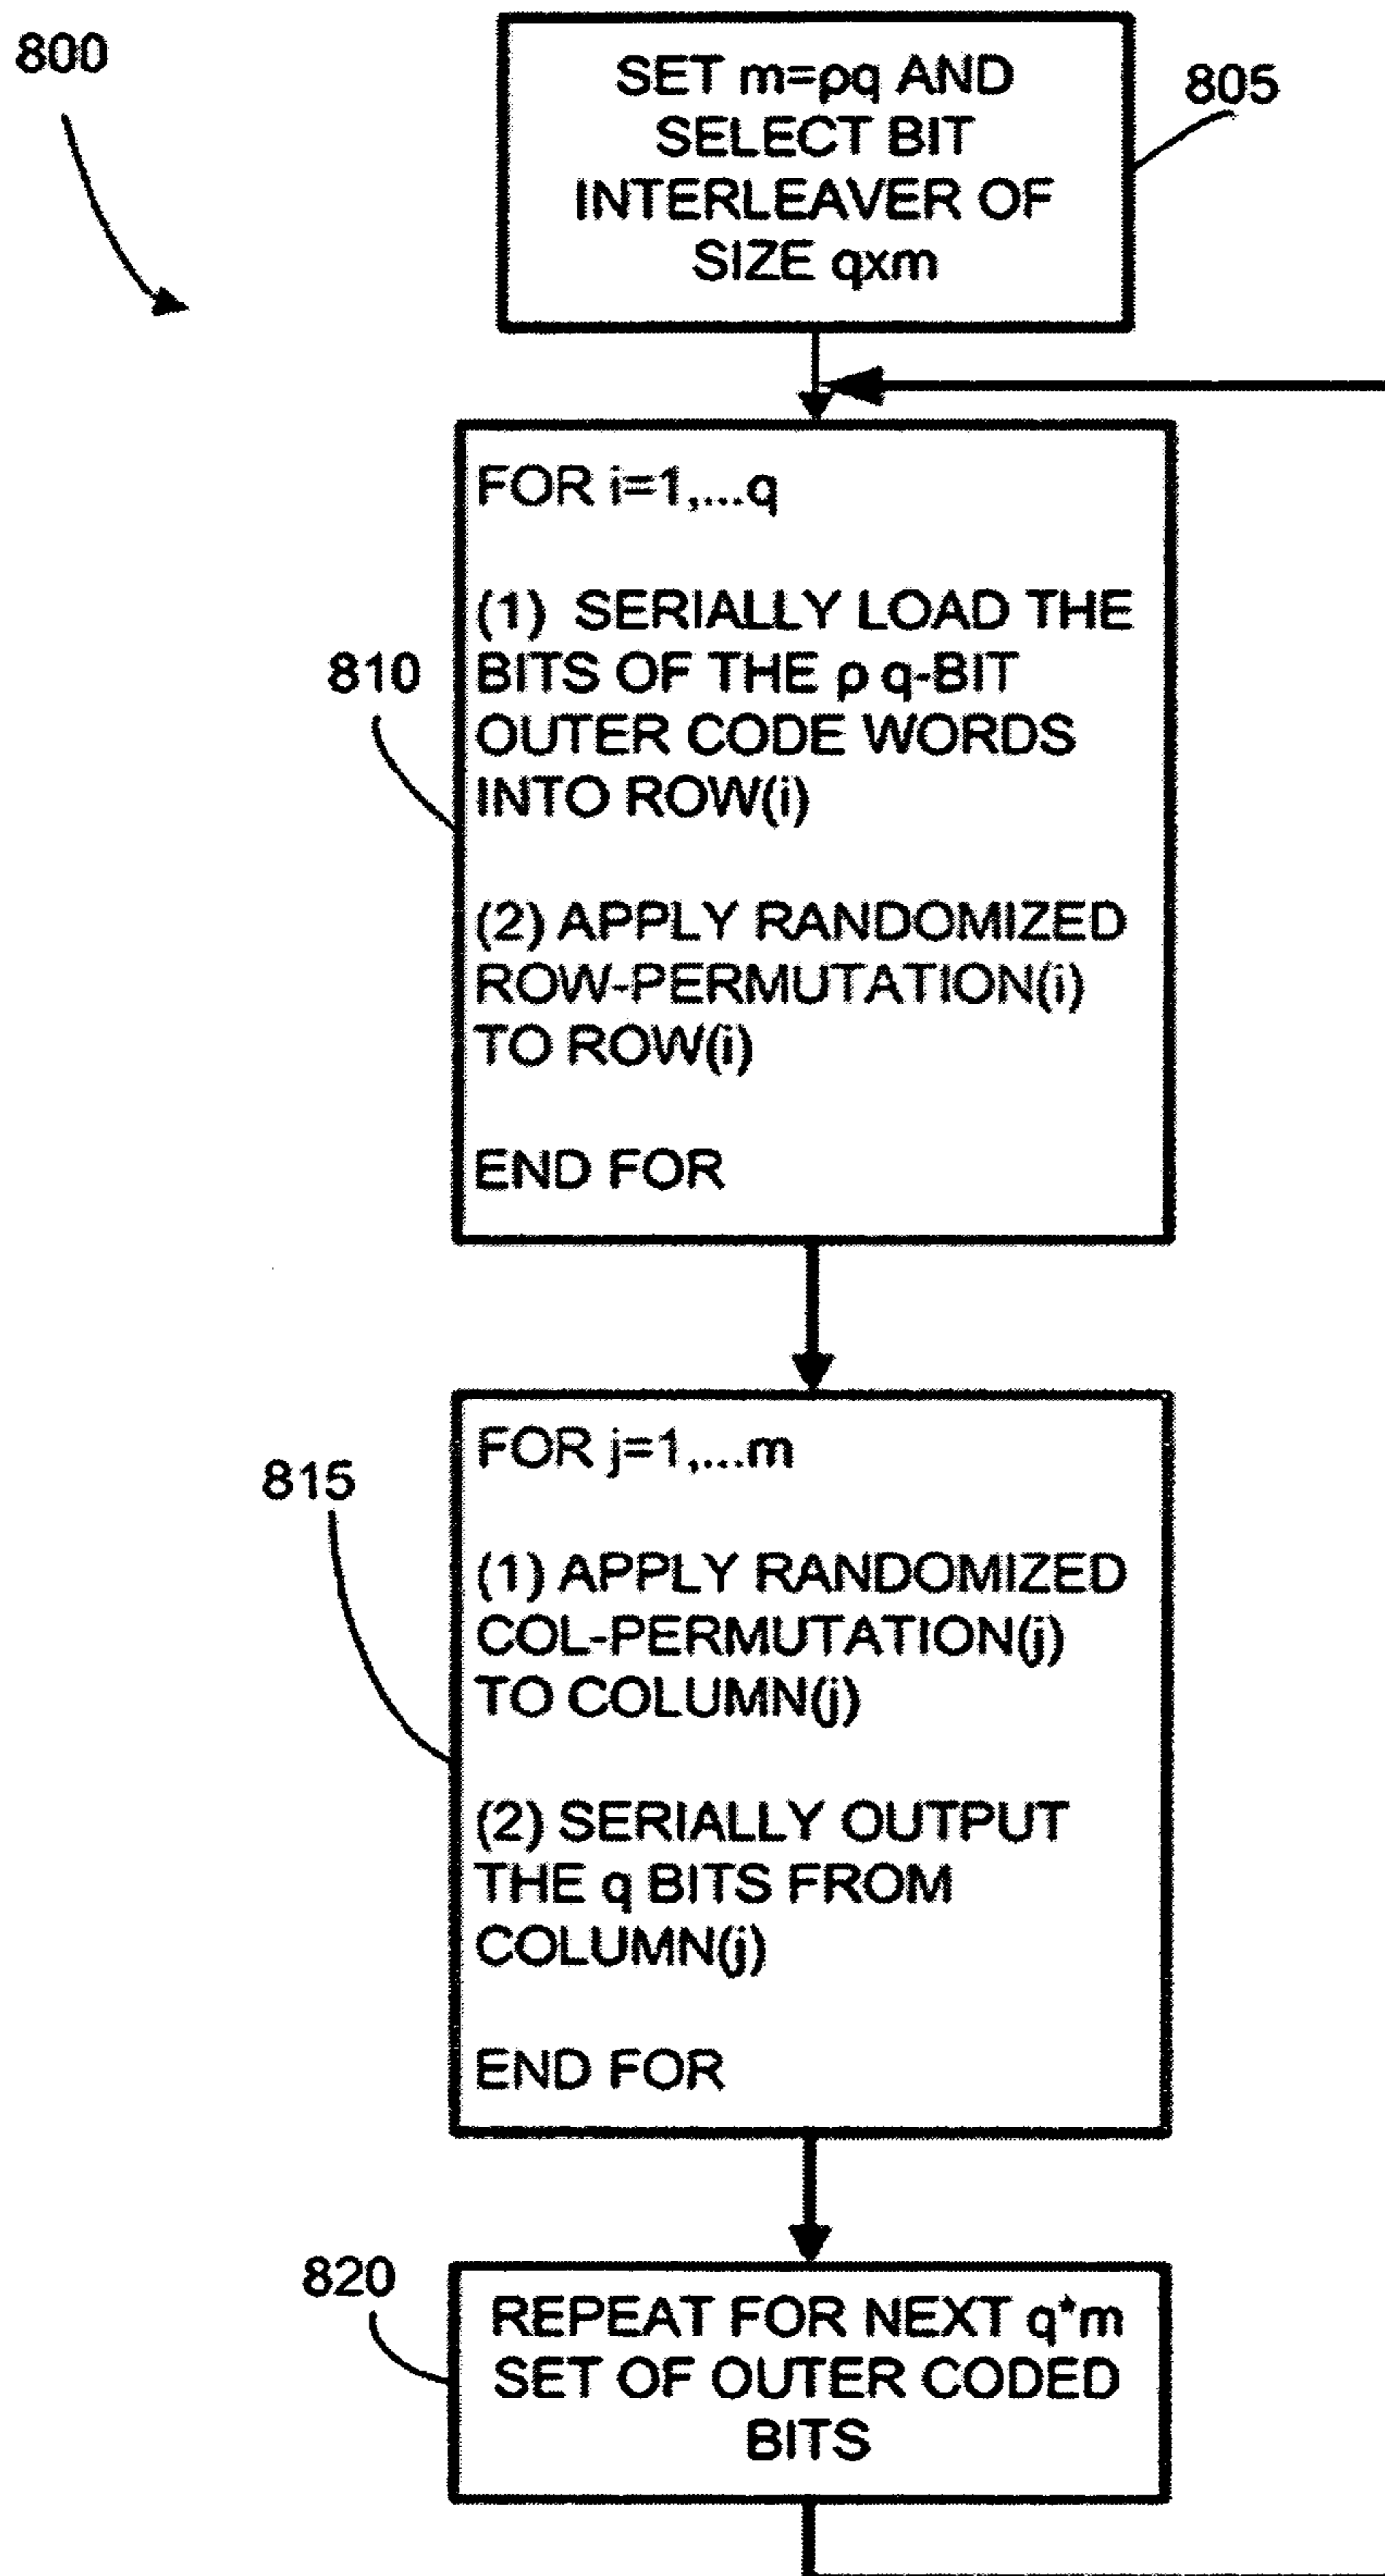 800
SET m=ρq AND
SELECT BIT
INTERLEAVER OF
SIZE qxm
805
FOR i=1,...q
(1) SERIALLY LOAD THE
BITS OF THE ρ q-BIT
OUTER CODE WORDS
INTO ROW(i)
810
(2) APPLY RANDOMIZED
ROW-PERMUTATION(i)
TO ROW(i)
END FOR
FOR j=1,...m
815
(1) APPLY RANDOMIZED
COL-PERMUTATION(j)
TO COLUMN(j)
(2) SERIALLY OUTPUT
THE q BITS FROM
COLUMN(j)
END FOR
820
REPEAT FOR NEXT q*m
SET OF OUTER CODED
BITS